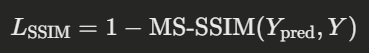 L_SSIM = 1 − MS-SSIM(Y_pred, Y)